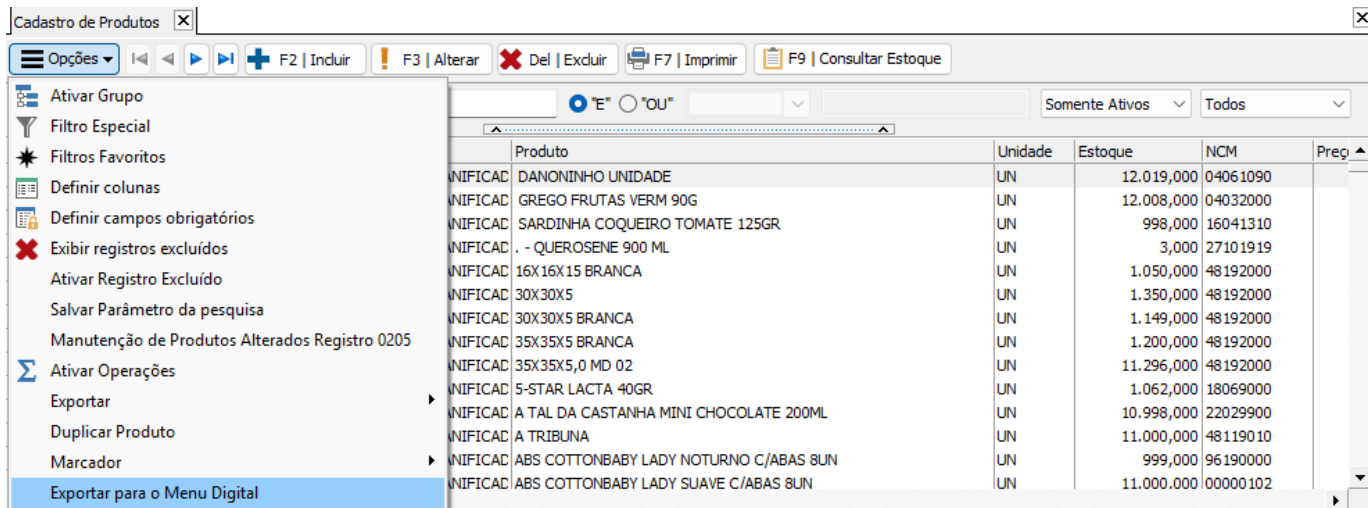 Cadastro de Produtos
Opções F2 | Incluir F3 | Alterar Del | Excluir F7 | Imprimir F9 | Consultar Estoque
Ativar Grupo
Filtro Especial
Filtros Favoritos
Definir colunas
Definir campos obrigatórios
Exibir registros excluídos
Ativar Registro Excluído
Salvar Parâmetro da pesquisa
Manutenção de Produtos Alterados Registro 0205
Ativar Operações
Exportar
Duplicar Produto
Marcador
Exportar para o Menu Digital
"E" "OU" Somente Ativos Todos
Produto Unidade Estoque NCM
DANONINHO UNIDADE UN 12.019,000 04061090
GREGO FRUTAS VERM 90G UN 12.008,000 04032000
SARDINHA COQUEIRO TOMATE 125GR UN 998,000 16041310
. - QUEROSENE 900 ML UN 3,000 27101919
16X16X15 BRANCA UN 1.050,000 48192000
30X30X5 UN 1.350,000 48192000
30X30X5 BRANCA UN 1.149,000 48192000
35X35X5 BRANCA UN 1.200,000 48192000
35X35X5,0 MD 02 UN 11.296,000 48192000
5-STAR LACTA 40GR UN 1.062,000 18069000
A TAL DA CASTANHA MINI CHOCOLATE 200ML UN 10.998,000 22029900
A TRIBUNA UN 11.000,000 48119010
ABS COTTONBABY LADY NOTURNO C/ABAS 8UN UN 999,000 96190000
ABS COTTONBABY LADY SUAVE C/ABAS 8UN UN 11.000.000 00000102